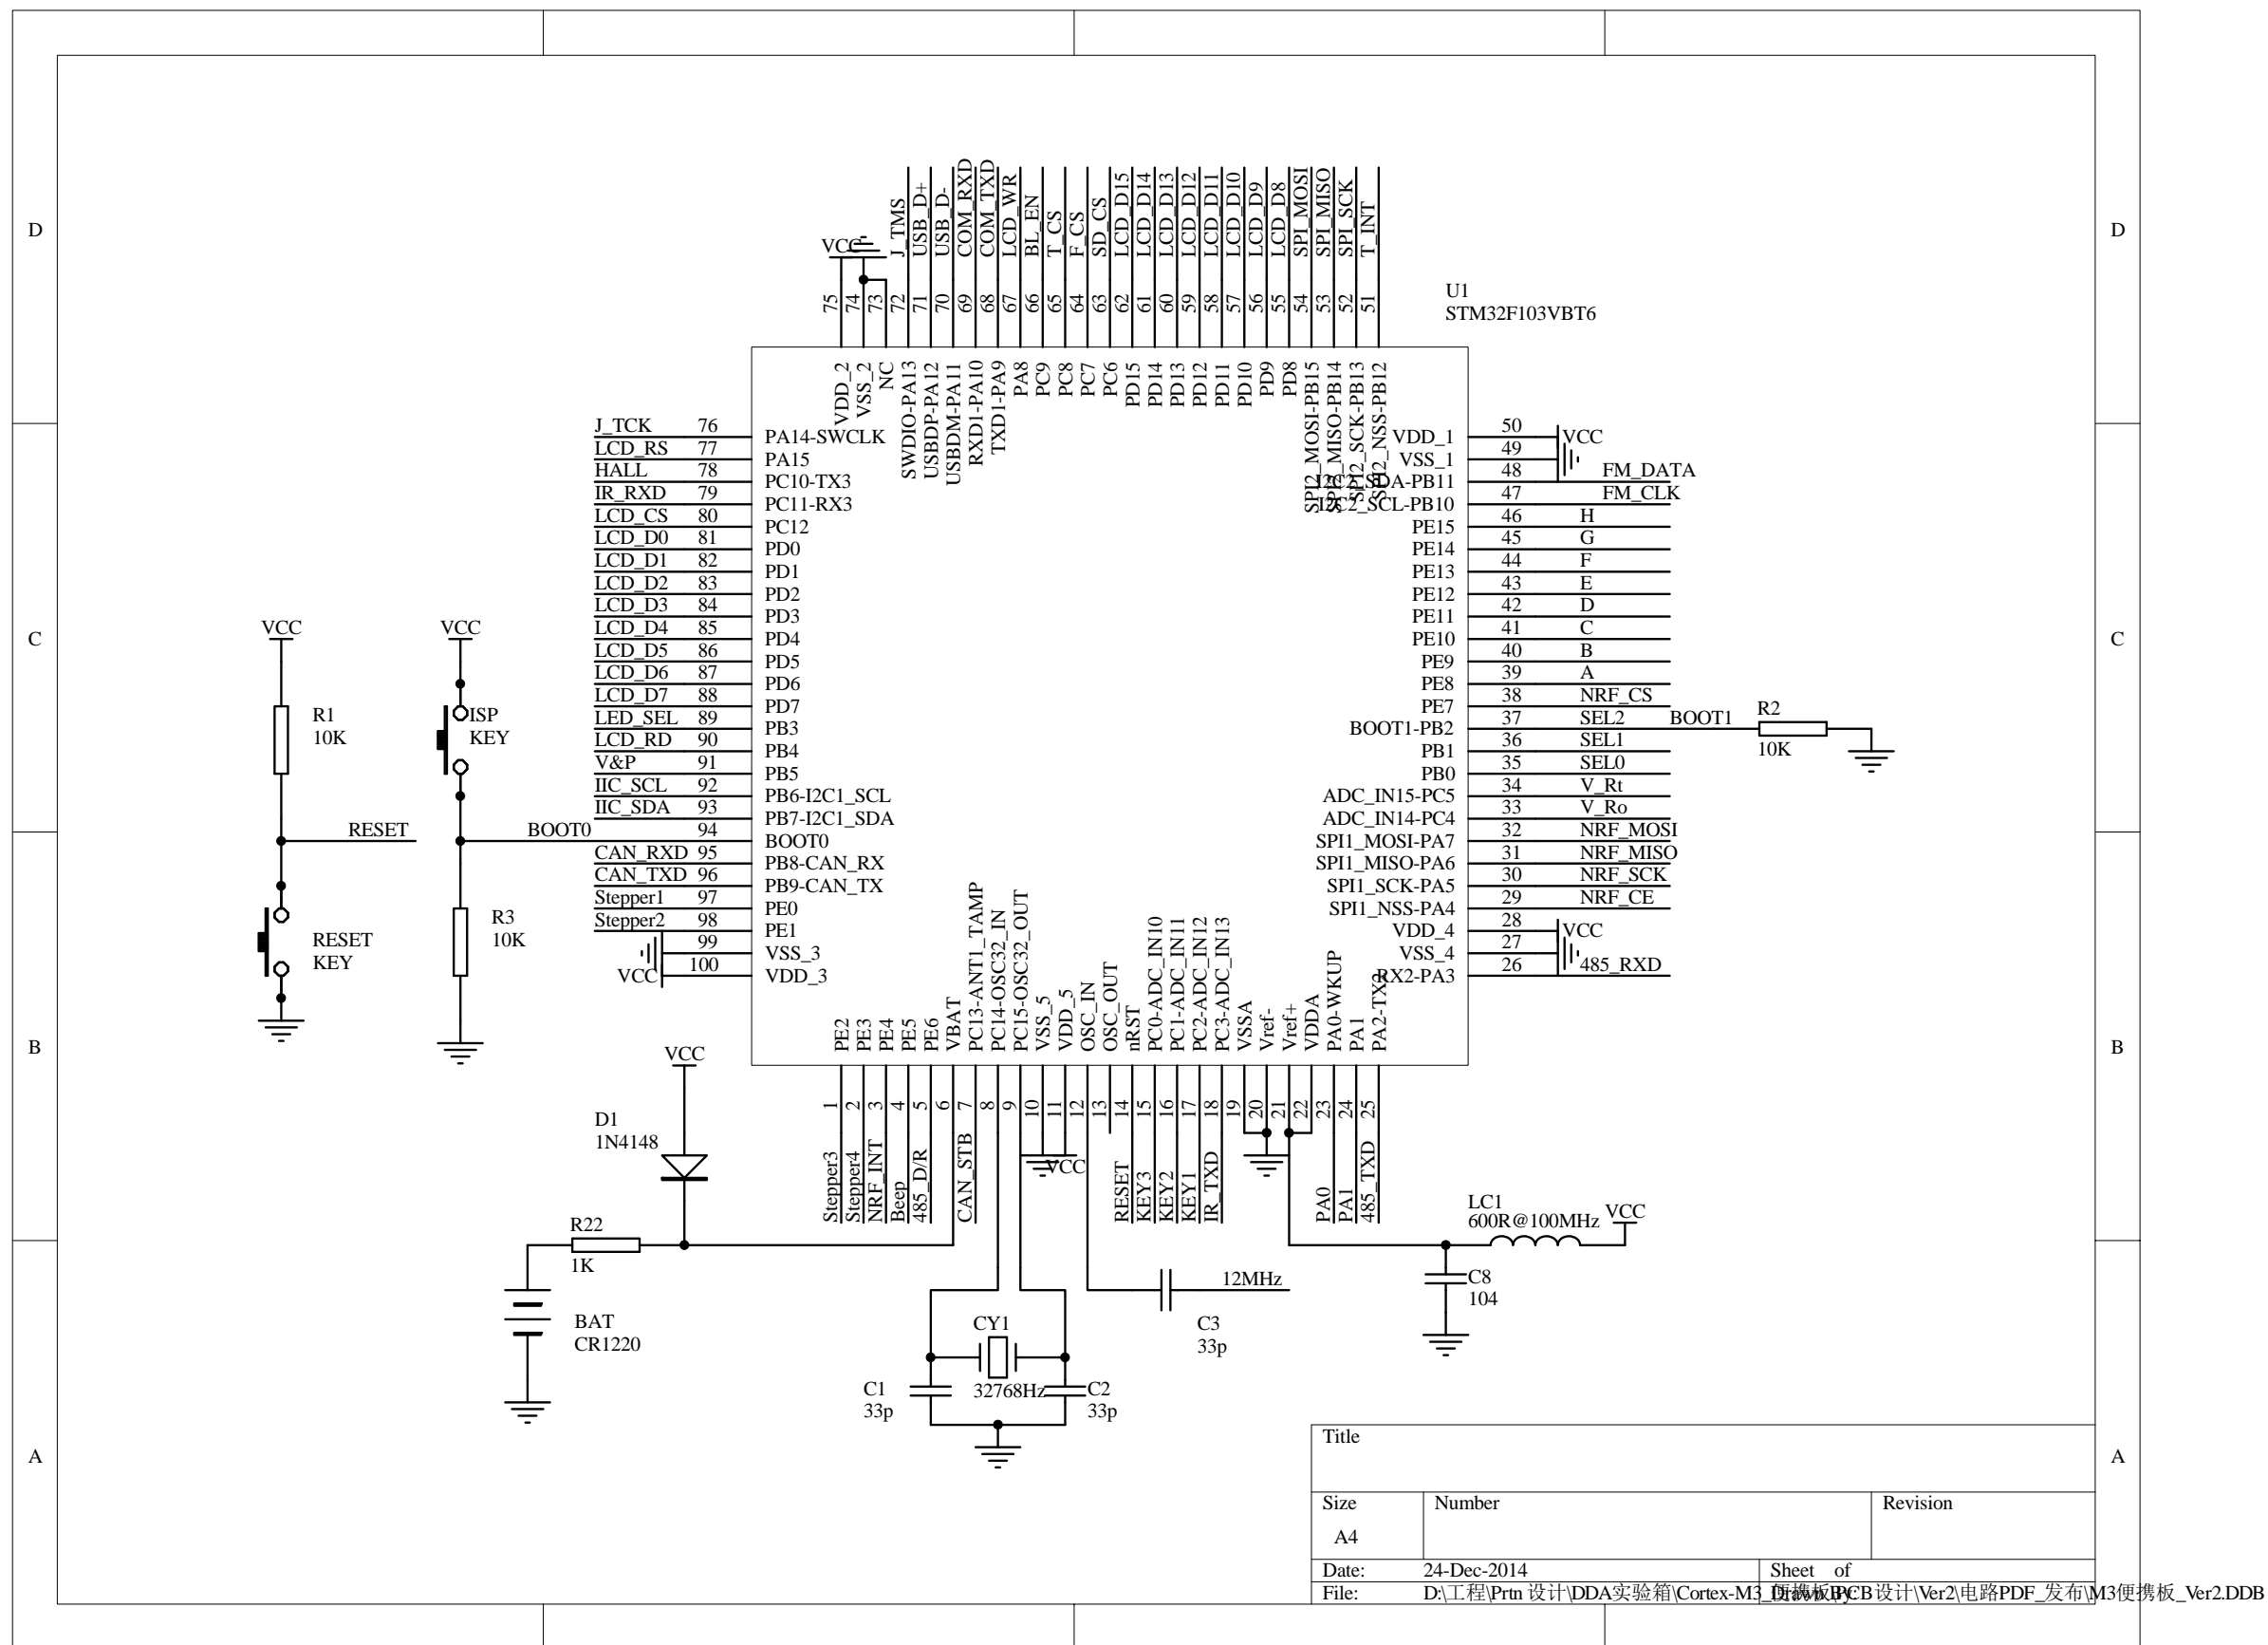 D
D
C
C
B
B
A
A
U1
STM32F103VBT6
VCC
J_TMS
USB_D+
USB_D-
COM_RXD
COM_TXD
LCD_WR
BL_EN
T_CS
F_CS
SD_CS
LCD_D15
LCD_D14
LCD_D13
LCD_D12
LCD_D11
LCD_D10
LCD_D9
LCD_D8
SPI_MOSI
SPI_MISO
SPI_SCK
T_INT
75
74
73
72
71
70
69
68
67
66
65
64
63
62
61
60
59
58
57
56
55
54
53
52
51
VDD_2
VSS_2
NC
SWDIO-PA13
USBDP-PA12
USBDM-PA11
RXD1-PA10
TXD1-PA9
PA8
PC9
PC8
PC7
PC6
PD15
PD14
PD13
PD12
PD11
PD10
PD9
PD8
SPI2_MOSI-PB15
SPI2_MISO-PB14
SPI2_SCK-PB13
SPI2_NSS-PB12
J_TCK 76 PA14-SWCLK
LCD_RS 77 PA15
HALL 78 PC10-TX3
IR_RXD 79 PC11-RX3
LCD_CS 80 PC12
LCD_D0 81 PD0
LCD_D1 82 PD1
LCD_D2 83 PD2
LCD_D3 84 PD3
LCD_D4 85 PD4
LCD_D5 86 PD5
LCD_D6 87 PD6
LCD_D7 88 PD7
LED_SEL 89 PB3
LCD_RD 90 PB4
V&P 91 PB5
IIC_SCL 92 PB6-I2C1_SCL
IIC_SDA 93 PB7-I2C1_SDA
BOOT0 94 BOOT0
CAN_RXD 95 PB8-CAN_RX
CAN_TXD 96 PB9-CAN_TX
Stepper1 97 PE0
Stepper2 98 PE1
99 VSS_3
VCC 100 VDD_3
VDD_1 50 VCC
VSS_1 49
I2C2_SDA-PB11 48 FM_DATA
I2C2_SCL-PB10 47 FM_CLK
PE15 46 H
PE14 45 G
PE13 44 F
PE12 43 E
PE11 42 D
PE10 41 C
PE9 40 B
PE8 39 A
PE7 38 NRF_CS
BOOT1-PB2 37 SEL2 BOOT1
PB1 36 SEL1
PB0 35 SEL0
ADC_IN15-PC5 34 V_Rt
ADC_IN14-PC4 33 V_Ro
SPI1_MOSI-PA7 32 NRF_MOSI
SPI1_MISO-PA6 31 NRF_MISO
SPI1_SCK-PA5 30 NRF_SCK
SPI1_NSS-PA4 29 NRF_CE
VDD_4 28 VCC
VSS_4 27
RX2-PA3 26 485_RXD
R2
10K
VCC
R1
10K
RESET
RESET
KEY
VCC
ISP
KEY
R3
10K
PE2
PE3
PE4
PE5
PE6
VBAT
PC13-ANT1_TAMP
PC14-OSC32_IN
PC15-OSC32_OUT
VSS_5
VDD_5
OSC_IN
OSC_OUT
nRST
PC0-ADC_IN10
PC1-ADC_IN11
PC2-ADC_IN12
PC3-ADC_IN13
VSSA
Vref-
Vref+
VDDA
PA0-WKUP
PA1
PA2-TX2
1
2
3
4
5
6
7
8
9
10
11
12
13
14
15
16
17
18
19
20
21
22
23
24
25
Stepper3
Stepper4
NRF_INT
Beep
485_D/R
CAN_STB
VCC
RESET
KEY3
KEY2
KEY1
IR_TXD
PA0
PA1
485_TXD
VCC
D1
1N4148
R22
1K
BAT
CR1220
CY1
32768Hz
C1
33p
C2
33p
12MHz
C3
33p
LC1
600R@100MHz
VCC
C8
104
Title
Size Number Revision
A4
Date: 24-Dec-2014 Sheet of
File: D:\工程\Prtn 设计\DDA实验箱\Cortex-M3_便携板\PCB设计\Ver2\电路PDF_发布\M3便携板_Ver2.DDB
Drawn By: